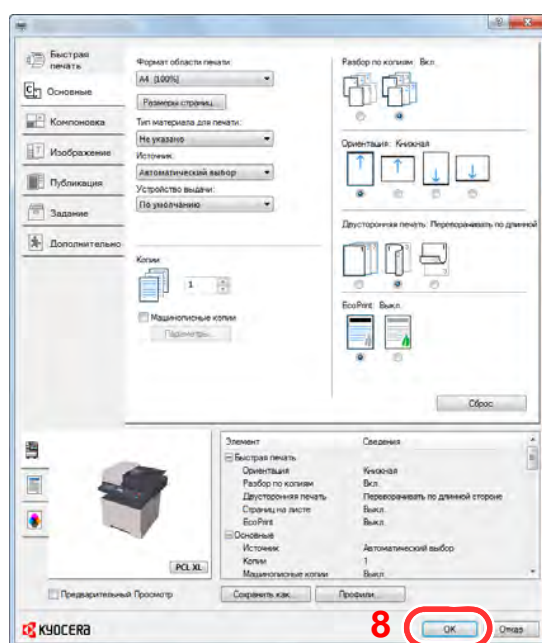 Быстрая
печать
Основные
Компоновка
Изображение
Публикация
Задание
Дополнительно
Формат области печати:
A4 [100%]
Размеры страниц...
Тип материала для печати:
Не указано
Источник:
Автоматический выбор
Устройство выдачи:
По умолчанию
Копии:
1
Машинописные копии
Параметры...
Разбор по копиям: Вкл.
Ориентация: Книжная
Двусторонняя печать: Переворачивать по длинной
EcoPrint: Выкл.
Сброс
PCL XL
Предварительный Просмотр
Элемент Сведения
Быстрая печать
Ориентация Книжная
Разбор по копиям Вкл.
Двусторонняя печать Переворачивать по длинной стороне
Страниц на листе Выкл.
EcoPrint Выкл.
Основные
Источник Автоматический выбор
Копии 1
Машинописные копии Выкл.
Сохранить как... Профили...
KYOCERA
8
OK
Отказ